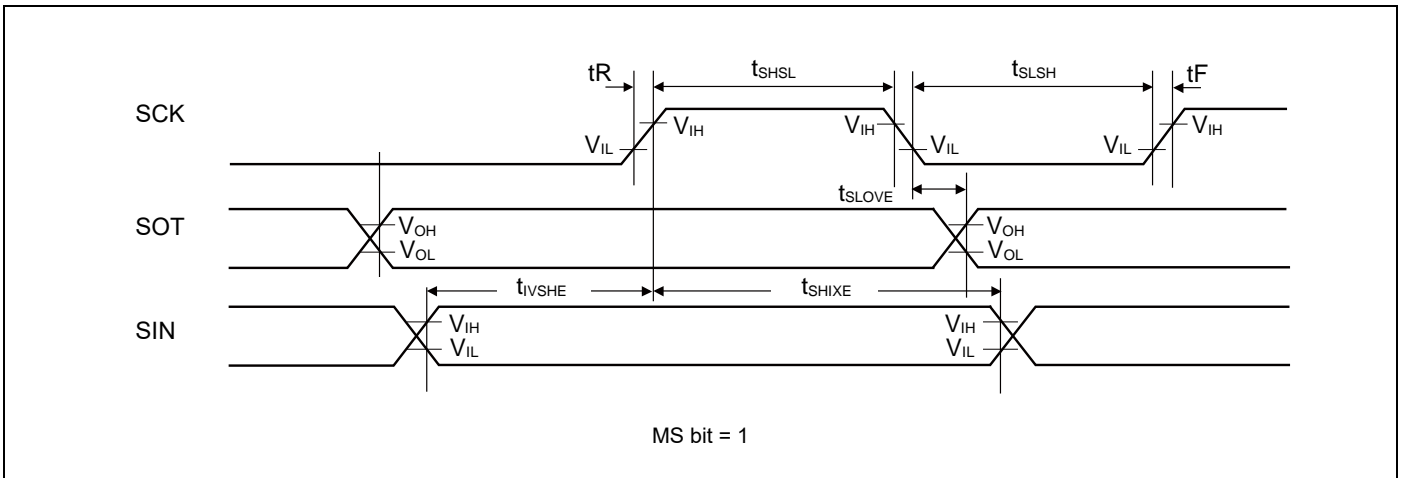 tR tSHSL tSLSH tF
SCK
VIH VIH VIH
VIL VIL VIL
tSLOVE
SOT
VOH VOH
VOL VOL
tIVSHE tSHIXE
SIN
VIH VIH
VIL VIL
MS bit = 1